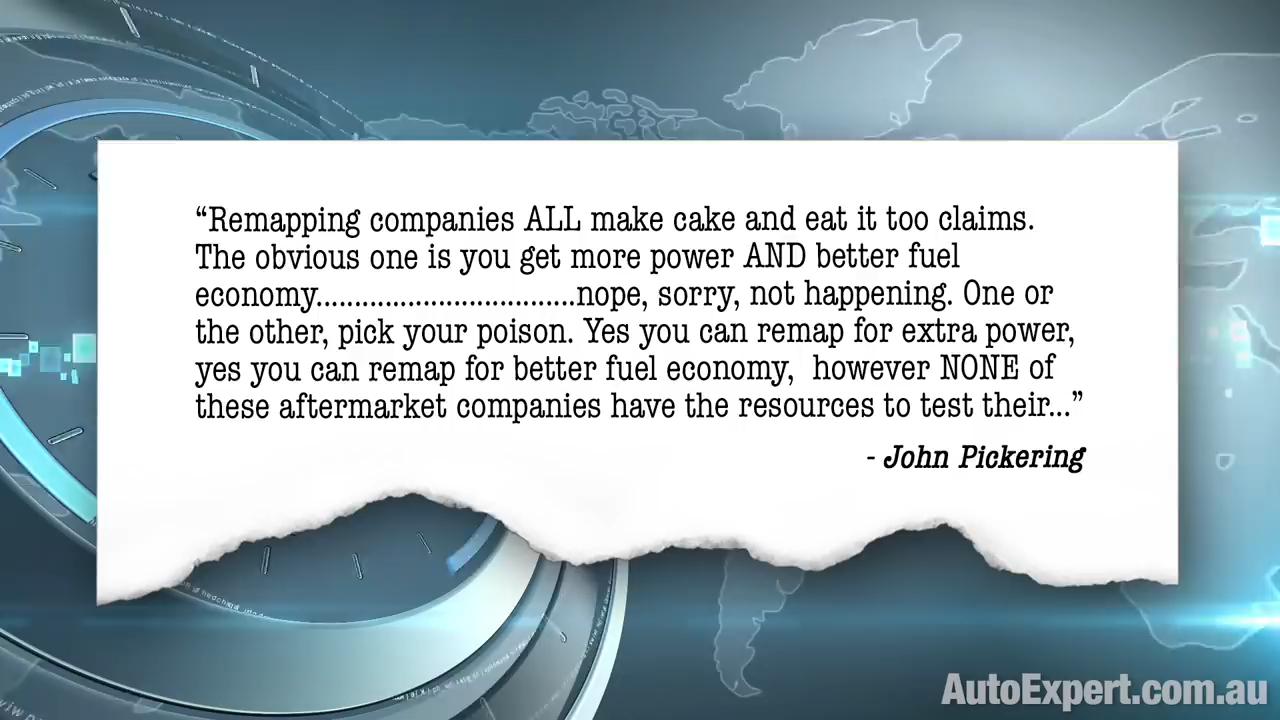 “Remapping companies ALL make cake and eat it too claims.
The obvious one is you get more power AND better fuel
economy..................................nope, sorry, not happening. One or
the other, pick your poison. Yes you can remap for extra power,
yes you can remap for better fuel economy,  however NONE of
these aftermarket companies have the resources to test their...”
- John Pickering
AutoExpert.com.au